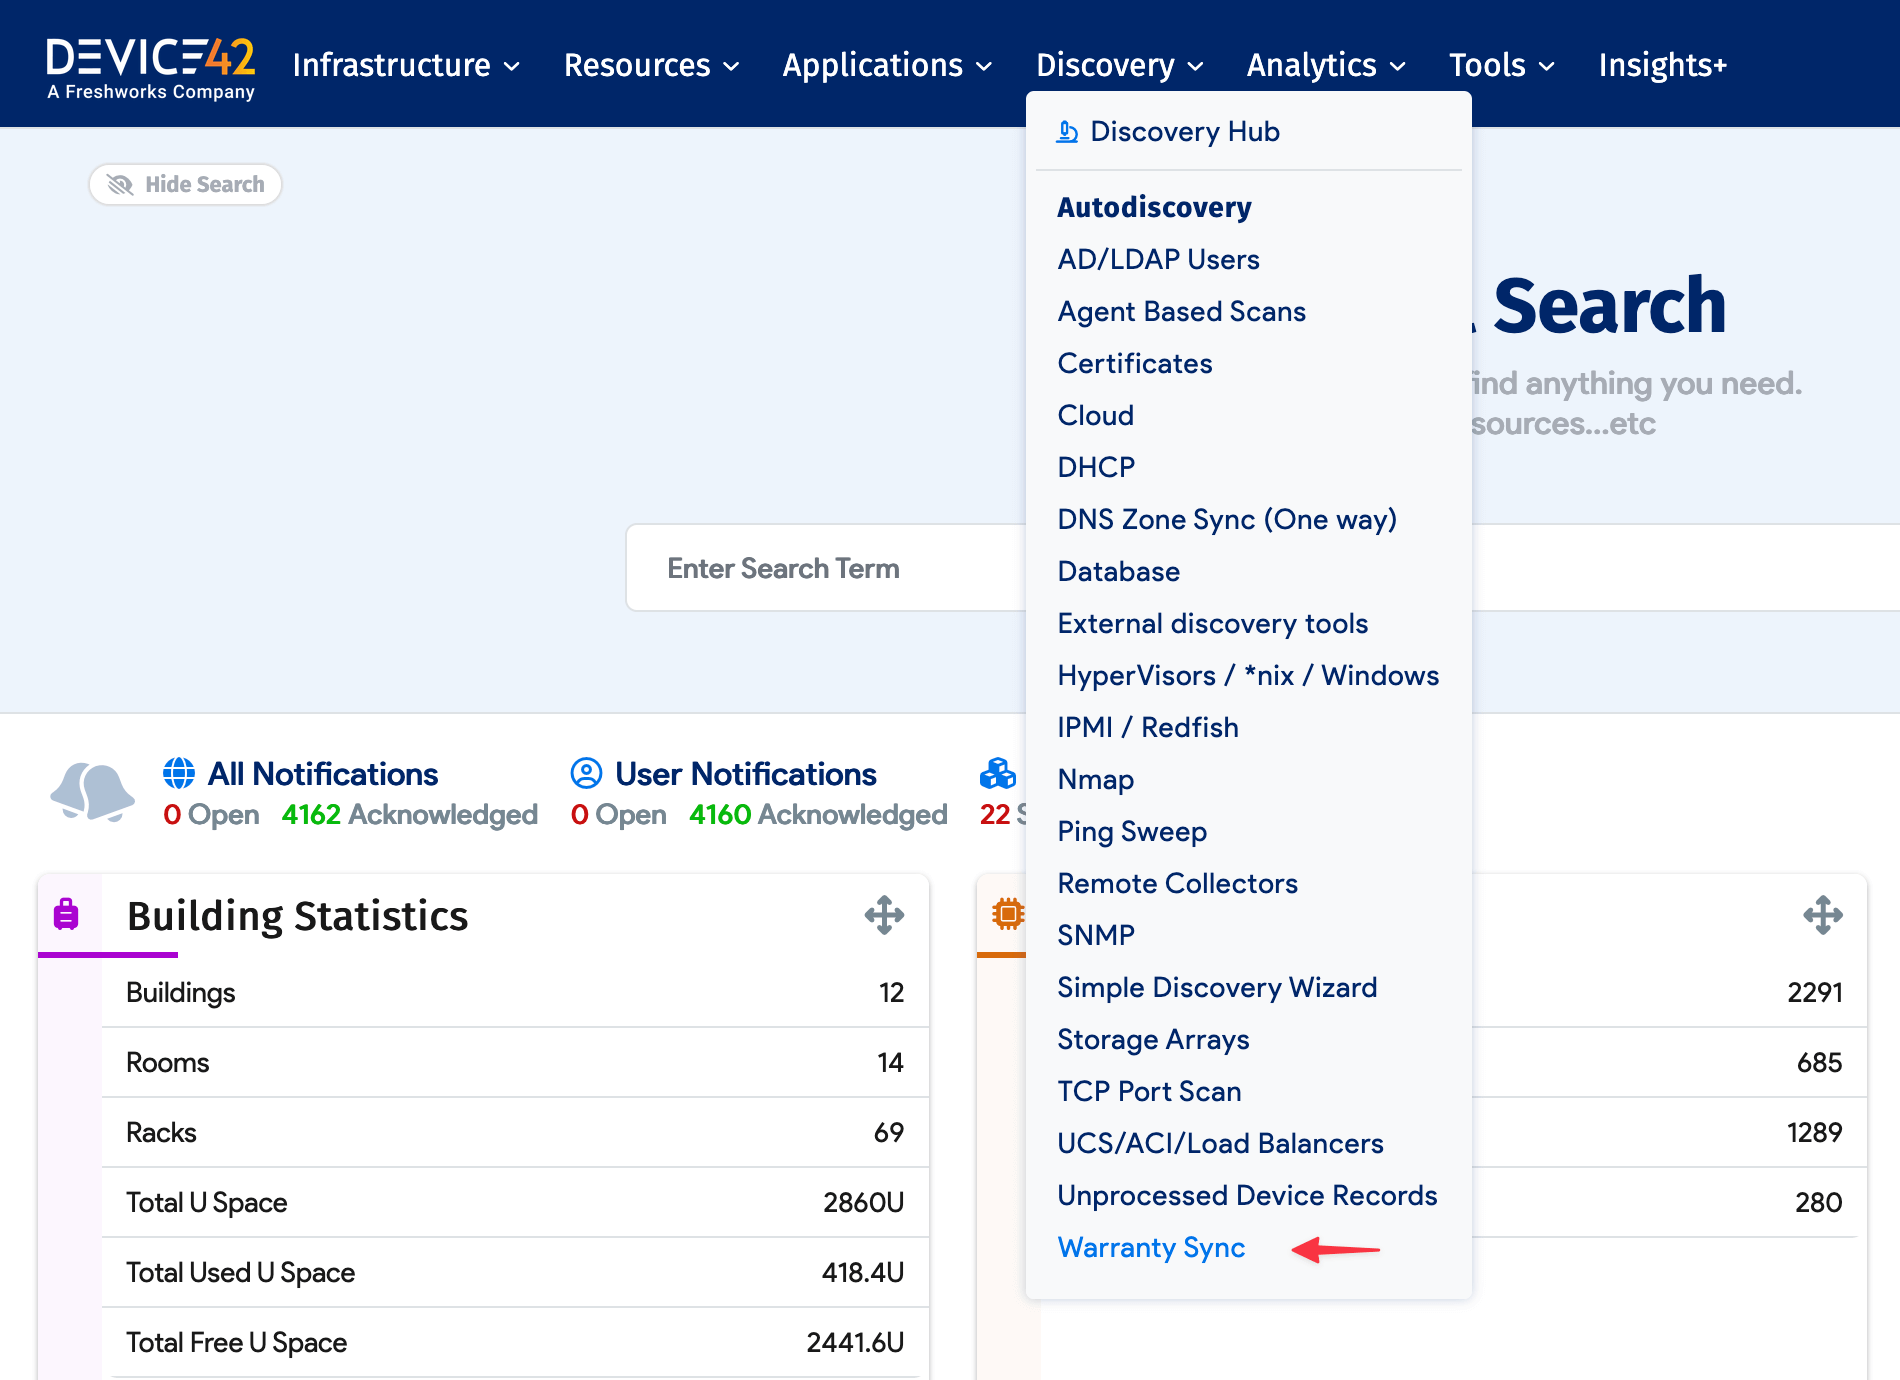 DEVICE42
A Freshworks Company
Infrastructure Resources Applications Discovery Analytics Tools Insights+
Discovery Hub
Autodiscovery
AD/LDAP Users
Agent Based Scans
Certificates
Cloud
DHCP
DNS Zone Sync (One way)
Database
External discovery tools
HyperVisors / *nix / Windows
IPMI / Redfish
Nmap
Ping Sweep
Remote Collectors
SNMP
Simple Discovery Wizard
Storage Arrays
TCP Port Scan
UCS/ACI/Load Balancers
Unprocessed Device Records
Warranty Sync
Hide Search
Search
find anything you need.
sources...etc
Enter Search Term
All Notifications
0 Open 4162 Acknowledged
User Notifications
0 Open 4160 Acknowledged
22 S
Building Statistics
Buildings 12
Rooms 14
Racks 69
Total U Space 2860U
Total Used U Space 418.4U
Total Free U Space 2441.6U
2291
685
1289
280